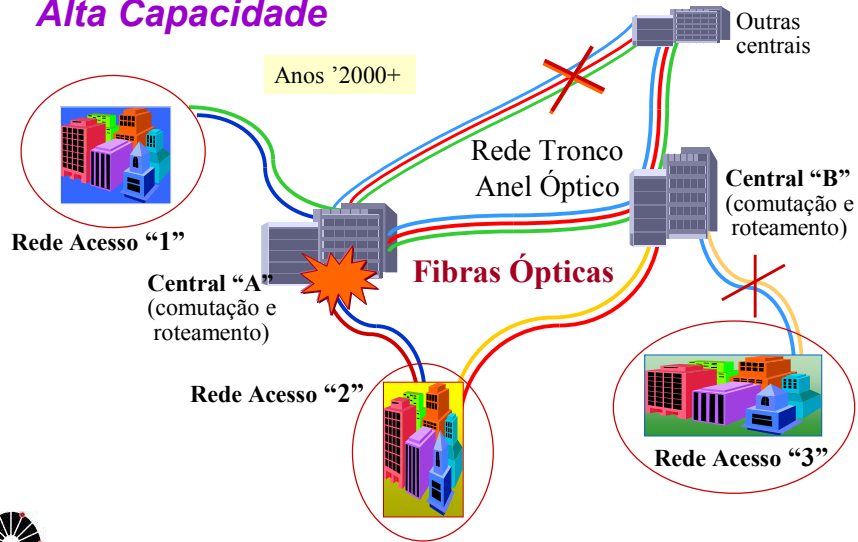 Alta Capacidade
Outras
centrais
Anos ’2000+
Rede Tronco
Anel Óptico
Central “B”
(comutação e
roteamento)
Rede Acesso “1”
Fibras Ópticas
Central “A”
(comutação e
roteamento)
Rede Acesso “2”
Rede Acesso “3”